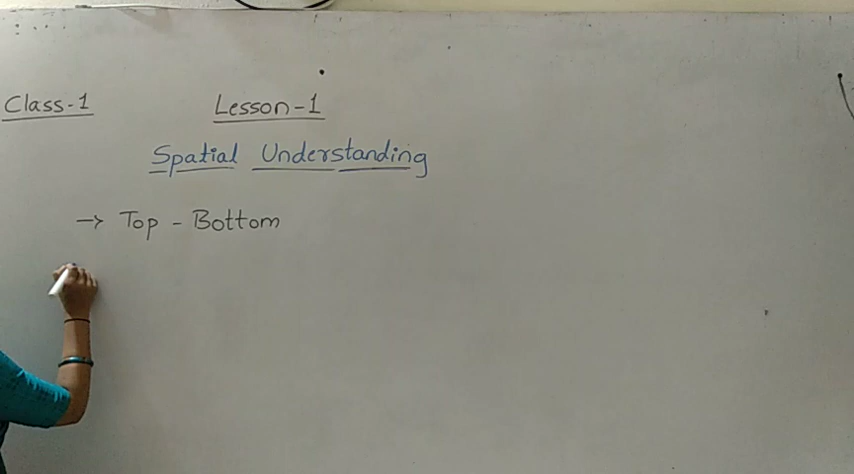 Class-1 Lesson-1
Spatial Understanding
→ Top - Bottom